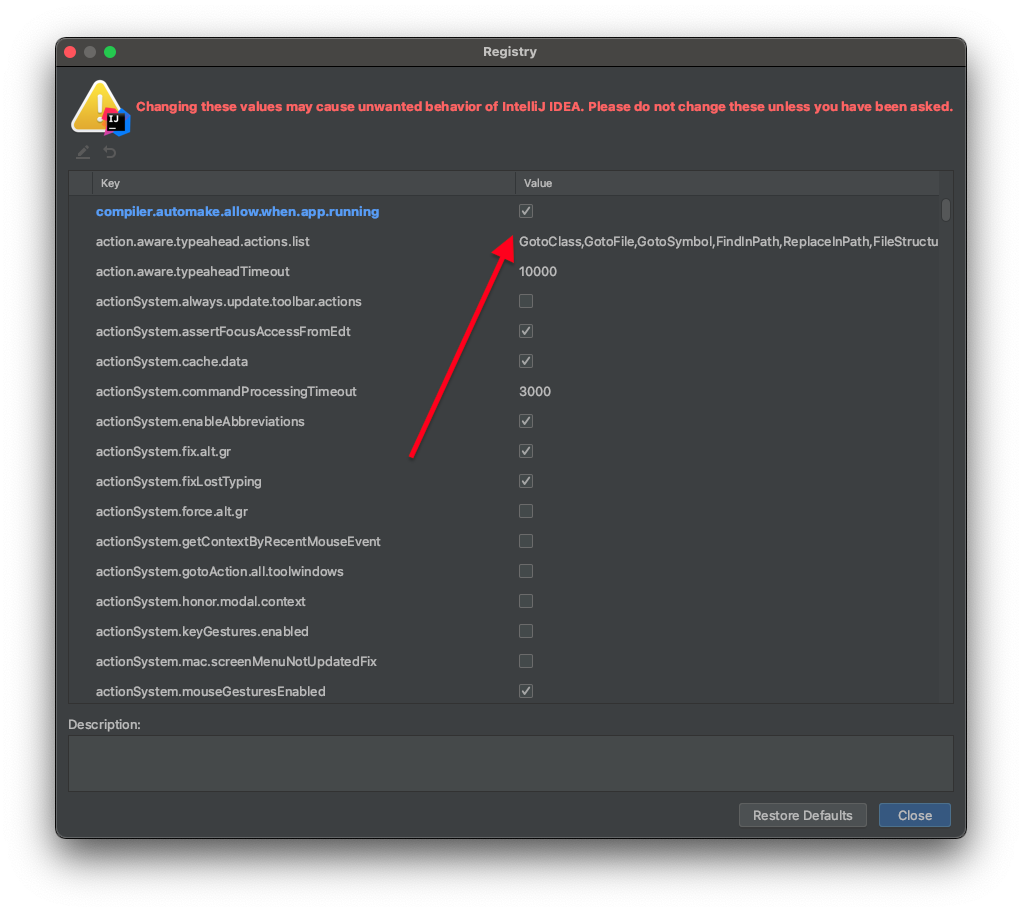 Registry
Changing these values may cause unwanted behavior of IntelliJ IDEA. Please do not change these unless you have been asked.
IJ
Key Value
compiler.automake.allow.when.app.running
action.aware.typeahead.actions.list GotoClass,GotoFile,GotoSymbol,FindInPath,ReplaceInPath,FileStructu
action.aware.typeaheadTimeout 10000
actionSystem.always.update.toolbar.actions
actionSystem.assertFocusAccessFromEdt
actionSystem.cache.data
actionSystem.commandProcessingTimeout 3000
actionSystem.enableAbbreviations
actionSystem.fix.alt.gr
actionSystem.fixLostTyping
actionSystem.force.alt.gr
actionSystem.getContextByRecentMouseEvent
actionSystem.gotoAction.all.toolwindows
actionSystem.honor.modal.context
actionSystem.keyGestures.enabled
actionSystem.mac.screenMenuNotUpdatedFix
actionSystem.mouseGesturesEnabled
Description:
Restore Defaults Close